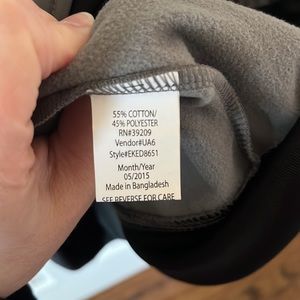 55% COTTON/
45% POLYESTER
RN#39209
Vendor#UA6
Style#EKED8651
Month/Year
05/2015
Made in Bangladesh
SEE REVERSE FOR CARE